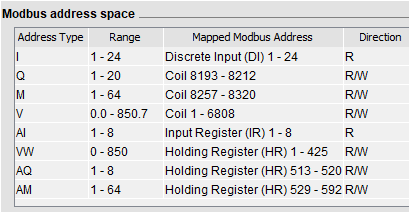 Modbus address space
Address Type Range Mapped Modbus Address Direction
I 1 - 24 Discrete Input (DI) 1 - 24 R
Q 1 - 20 Coil 8193 - 8212 R/W
M 1 - 64 Coil 8257 - 8320 R/W
V 0.0 - 850.7 Coil 1 - 6808 R/W
AI 1 - 8 Input Register (IR) 1 - 8 R
VW 0 - 850 Holding Register (HR) 1 - 425 R/W
AQ 1 - 8 Holding Register (HR) 513 - 520 R/W
AM 1 - 64 Holding Register (HR) 529 - 592 R/W